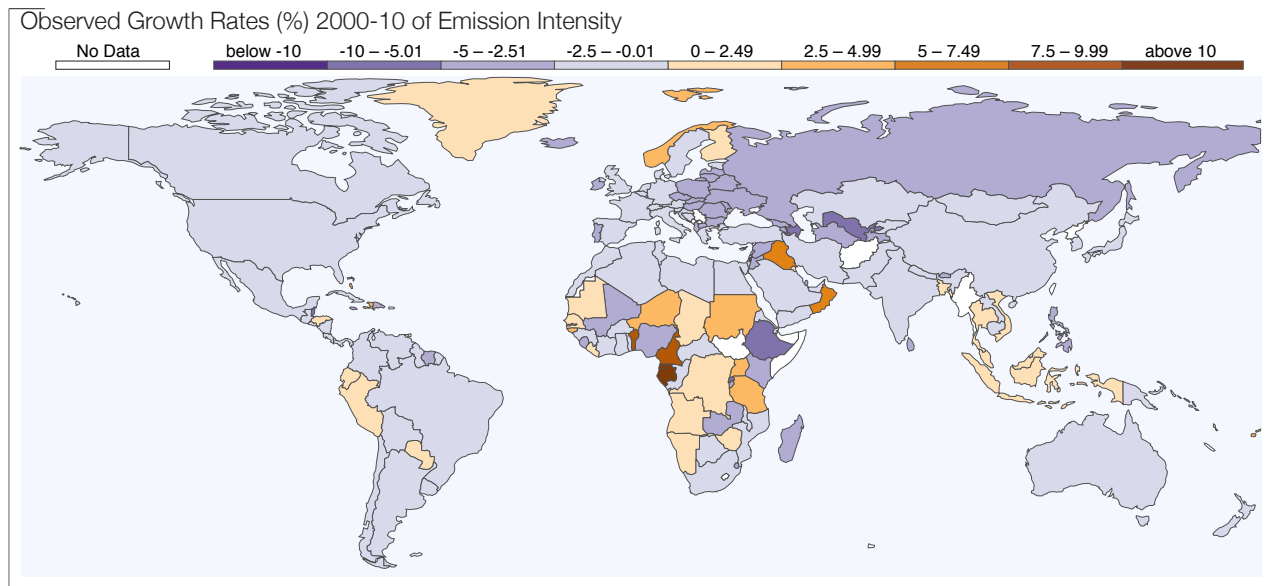 Observed Growth Rates (%) 2000-10 of Emission Intensity
No Data below -10 -10 – -5.01 -5 – -2.51 -2.5 – -0.01 0 – 2.49 2.5 – 4.99 5 – 7.49 7.5 – 9.99 above 10